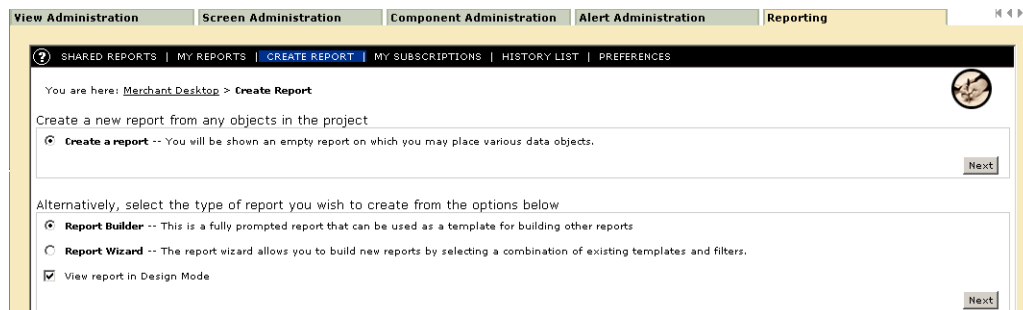 View Administration Screen Administration Component Administration Alert Administration Reporting
? SHARED REPORTS | MY REPORTS | CREATE REPORT | MY SUBSCRIPTIONS | HISTORY LIST | PREFERENCES
You are here: Merchant Desktop > Create Report
Create a new report from any objects in the project
Create a report -- You will be shown an empty report on which you may place various data objects.
Next
Alternatively, select the type of report you wish to create from the options below
Report Builder -- This is a fully prompted report that can be used as a template for building other reports
Report Wizard -- The report wizard allows you to build new reports by selecting a combination of existing templates and filters.
View report in Design Mode
Next